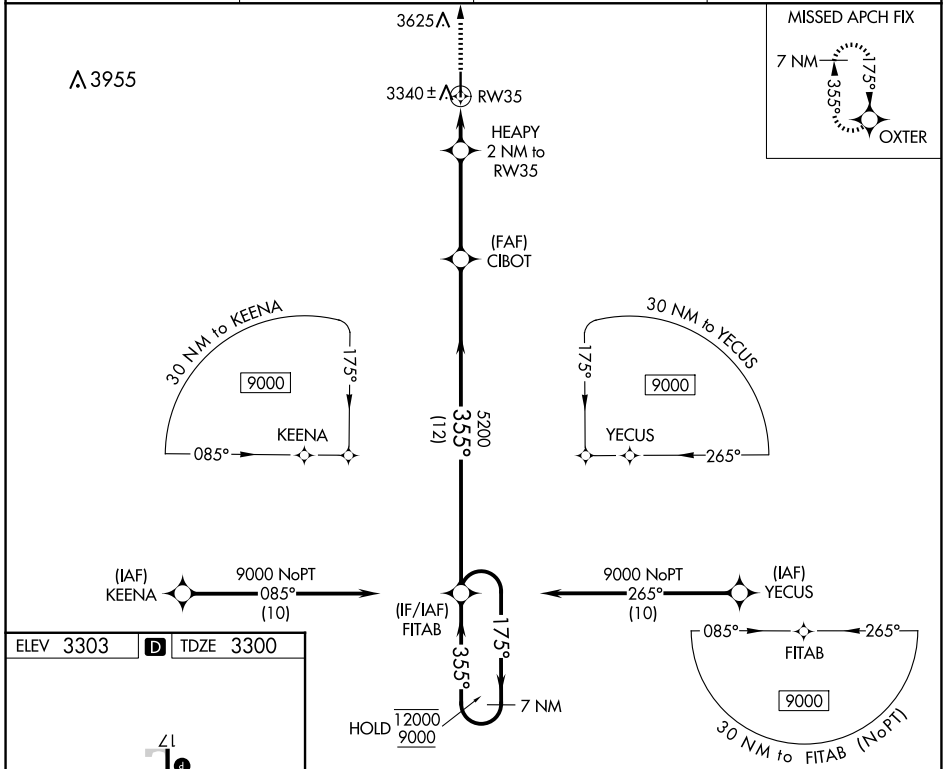 3625
MISSED APCH FIX
7 NM
175°
355°
OXTER
3955
3340 ±
RW35
HEAPY
2 NM to
RW35
(FAF)
CIBOT
30 NM to KEENA
175°
9000
KEENA
085°
30 NM to YECUS
175°
9000
YECUS
265°
5200
355°
(12)
(IAF)
KEENA
9000 NoPT
085°
(10)
(IF/IAF)
FITAB
9000 NoPT
265°
(10)
(IAF)
YECUS
355°
175°
7 NM
HOLD 12000
9000
085°
265°
FITAB
9000
30 NM to FITAB (NoPT)
ELEV 3303
D
TDZE 3300
17
P